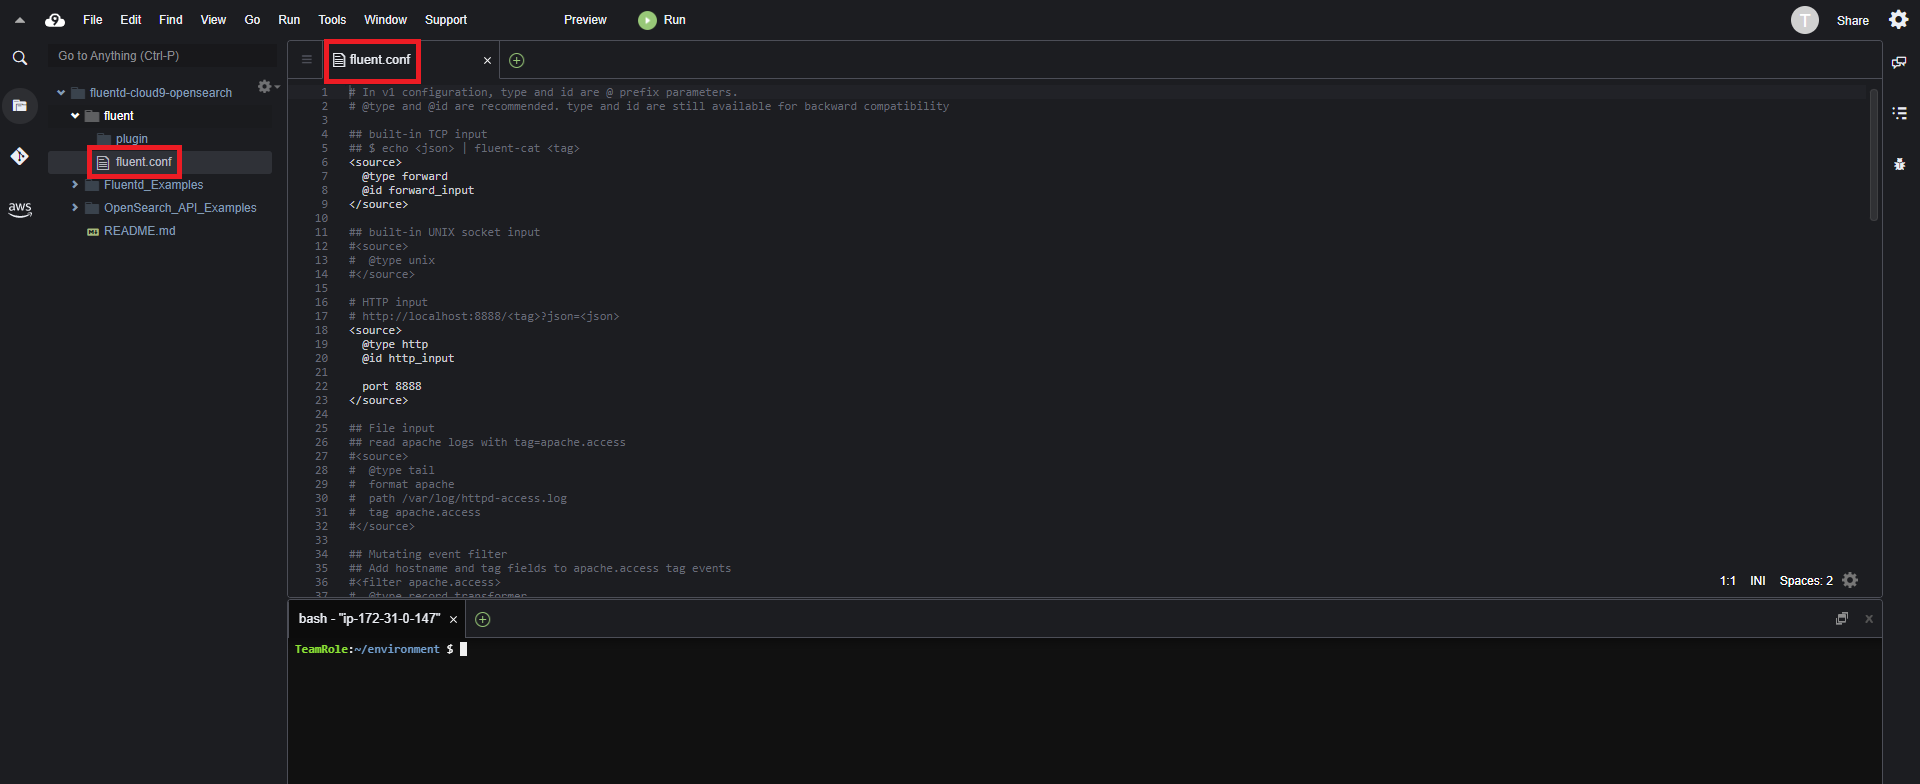 File Edit Find View Go Run Tools Window Support Preview Run T Share
Go to Anything (Ctrl-P)
fluentd-cloud9-opensearch
fluent
plugin
fluent.conf
Fluentd_Examples
OpenSearch_API_Examples
README.md
aws
fluent.conf
1 # In v1 configuration, type and id are @ prefix parameters.
2 # @type and @id are recommended. type and id are still available for backward compatibility
3
4 ## built-in TCP input
5 ## $ echo <json> | fluent-cat <tag>
6 <source>
7 @type forward
8 @id forward_input
9 </source>
10
11 ## built-in UNIX socket input
12 #<source>
13 #  @type unix
14 #</source>
15
16 # HTTP input
17 # http://localhost:8888/<tag>?json=<json>
18 <source>
19 @type http
20 @id http_input
21
22 port 8888
23 </source>
24
25 ## File input
26 ## read apache logs with tag=apache.access
27 #<source>
28 #  @type tail
29 #  format apache
30 #  path /var/log/httpd-access.log
31 #  tag apache.access
32 #</source>
33
34 ## Mutating event filter
35 ## Add hostname and tag fields to apache.access tag events
36 #<filter apache.access>
37 #  @type record_transformer
1:1 INI Spaces: 2
bash - "ip-172-31-0-147"
TeamRole:~/environment $